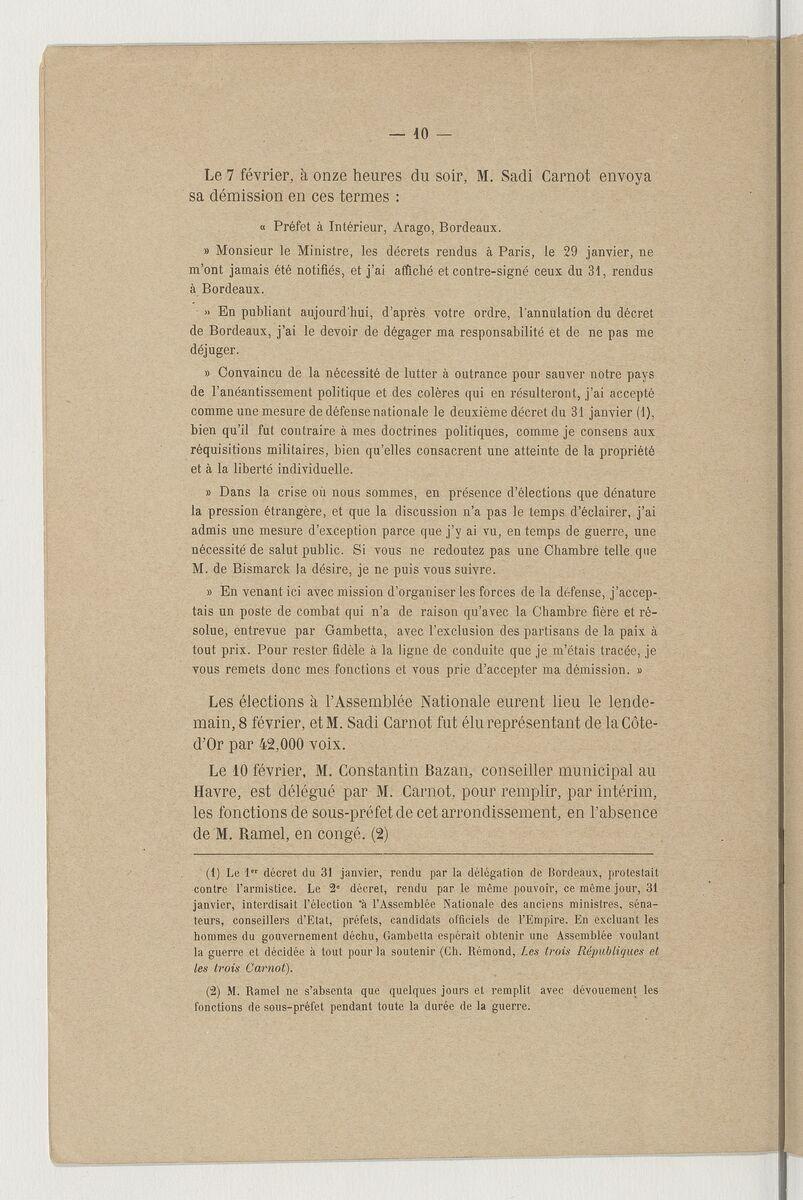 — 10 —
Le 7 février, à onze heures du soir, M. Sadi Carnot envoya
sa démission en ces termes :
« Préfet à Intérieur, Arago, Bordeaux.
» Monsieur le Ministre, les décrets rendus à Paris, le 29 janvier, ne
m'ont jamais été notifiés, et j'ai affiché et contre-signé ceux du 31, rendus
à Bordeaux.
» En publiant aujourd'hui, d'après votre ordre, l'annulation du décret
de Bordeaux, j'ai le devoir de dégager ma responsabilité et de ne pas me
déjuger.
» Convaincu de la nécessité de lutter à outrance pour sauver notre pays
de l'anéantissement politique et des colères qui en résulteront, j'ai accepté
comme une mesure de défense nationale le deuxième décret du 31 janvier (1),
bien qu'il fut contraire à mes doctrines politiques, comme je consens aux
réquisitions militaires, bien qu'elles consacrent une atteinte de la propriété
et à la liberté individuelle.
» Dans la crise où nous sommes, en présence d'élections que dénature
la pression étrangère, et que la discussion n'a pas le temps d'éclairer, j'ai
admis une mesure d'exception parce que j'y ai vu, en temps de guerre, une
nécessité de salut public. Si vous ne redoutez pas une Chambre telle que
M. de Bismarck la désire, je ne puis vous suivre.
» En venant ici avec mission d'organiser les forces de la défense, j'accep-
tais un poste de combat qui n'a de raison qu'avec la Chambre fière et ré-
solue, entrevue par Gambetta, avec l'exclusion des partisans de la paix à
tout prix. Pour rester fidèle à la ligne de conduite que je m'étais tracée, je
vous remets donc mes fonctions et vous prie d'accepter ma démission. »
Les élections à l'Assemblée Nationale eurent lieu le lende-
main, 8 février, et M. Sadi Carnot fut élu représentant de la Côte-
d'Or par 42,000 voix.
Le 10 février, M. Constantin Bazan, conseiller municipal au
Havre, est délégué par M. Carnot, pour remplir, par intérim,
les fonctions de sous-préfet de cet arrondissement, en l'absence
de M. Ramel, en congé. (2)
(1) Le 1er décret du 31 janvier, rendu par la délégation de Bordeaux, protestait
contre l'armistice. Le 2e décret, rendu par le même pouvoir, ce même jour, 31
janvier, interdisait l'élection à l'Assemblée Nationale des anciens ministres, séna-
teurs, conseillers d'Etat, préfets, candidats officiels de l'Empire. En excluant les
hommes du gouvernement déchu, Gambetta espérait obtenir une Assemblée voulant
la guerre et décidée à tout pour la soutenir (Ch. Rémond, Les trois Républiques et
les trois Carnot).
(2) M. Ramel ne s'absenta que quelques jours et remplit avec dévouement les
fonctions de sous-préfet pendant toute la durée de la guerre.